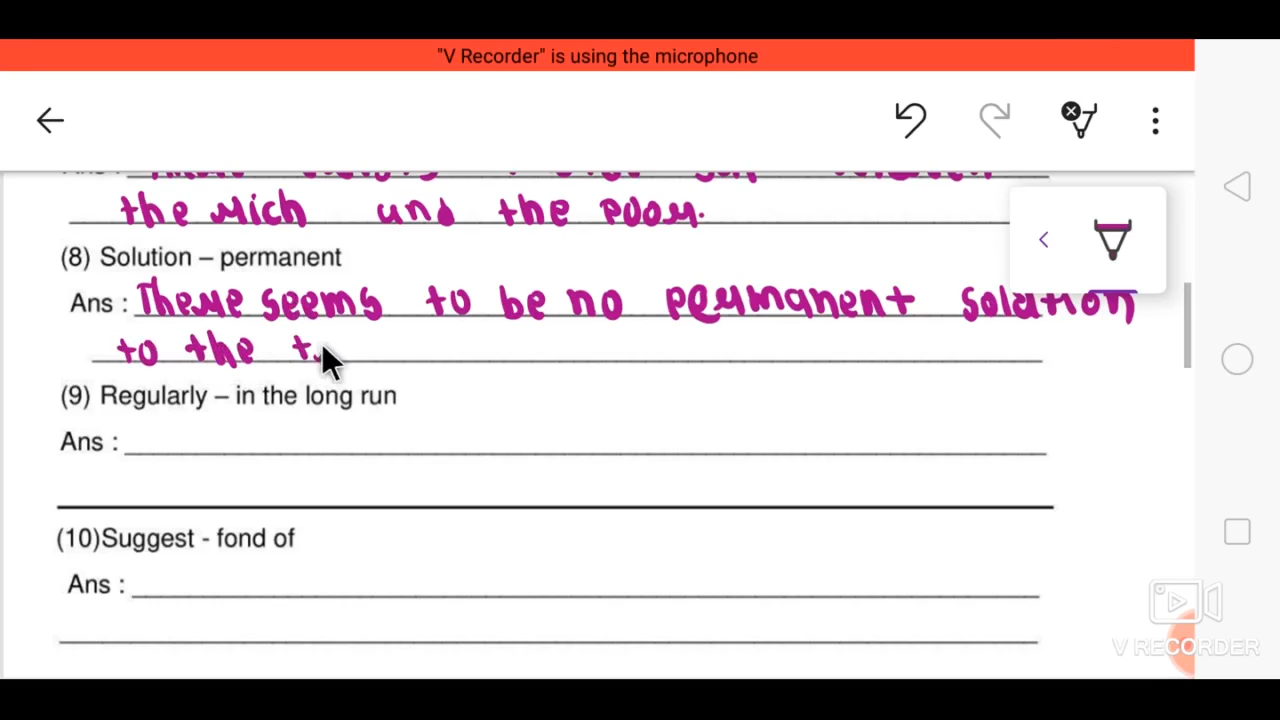 "V Recorder" is using the microphone
the rich and the poor.
(8) Solution – permanent
Ans : There seems to be no permanent solution
to the t
(9) Regularly – in the long run
Ans :
(10)Suggest - fond of
Ans :
V RECORDER